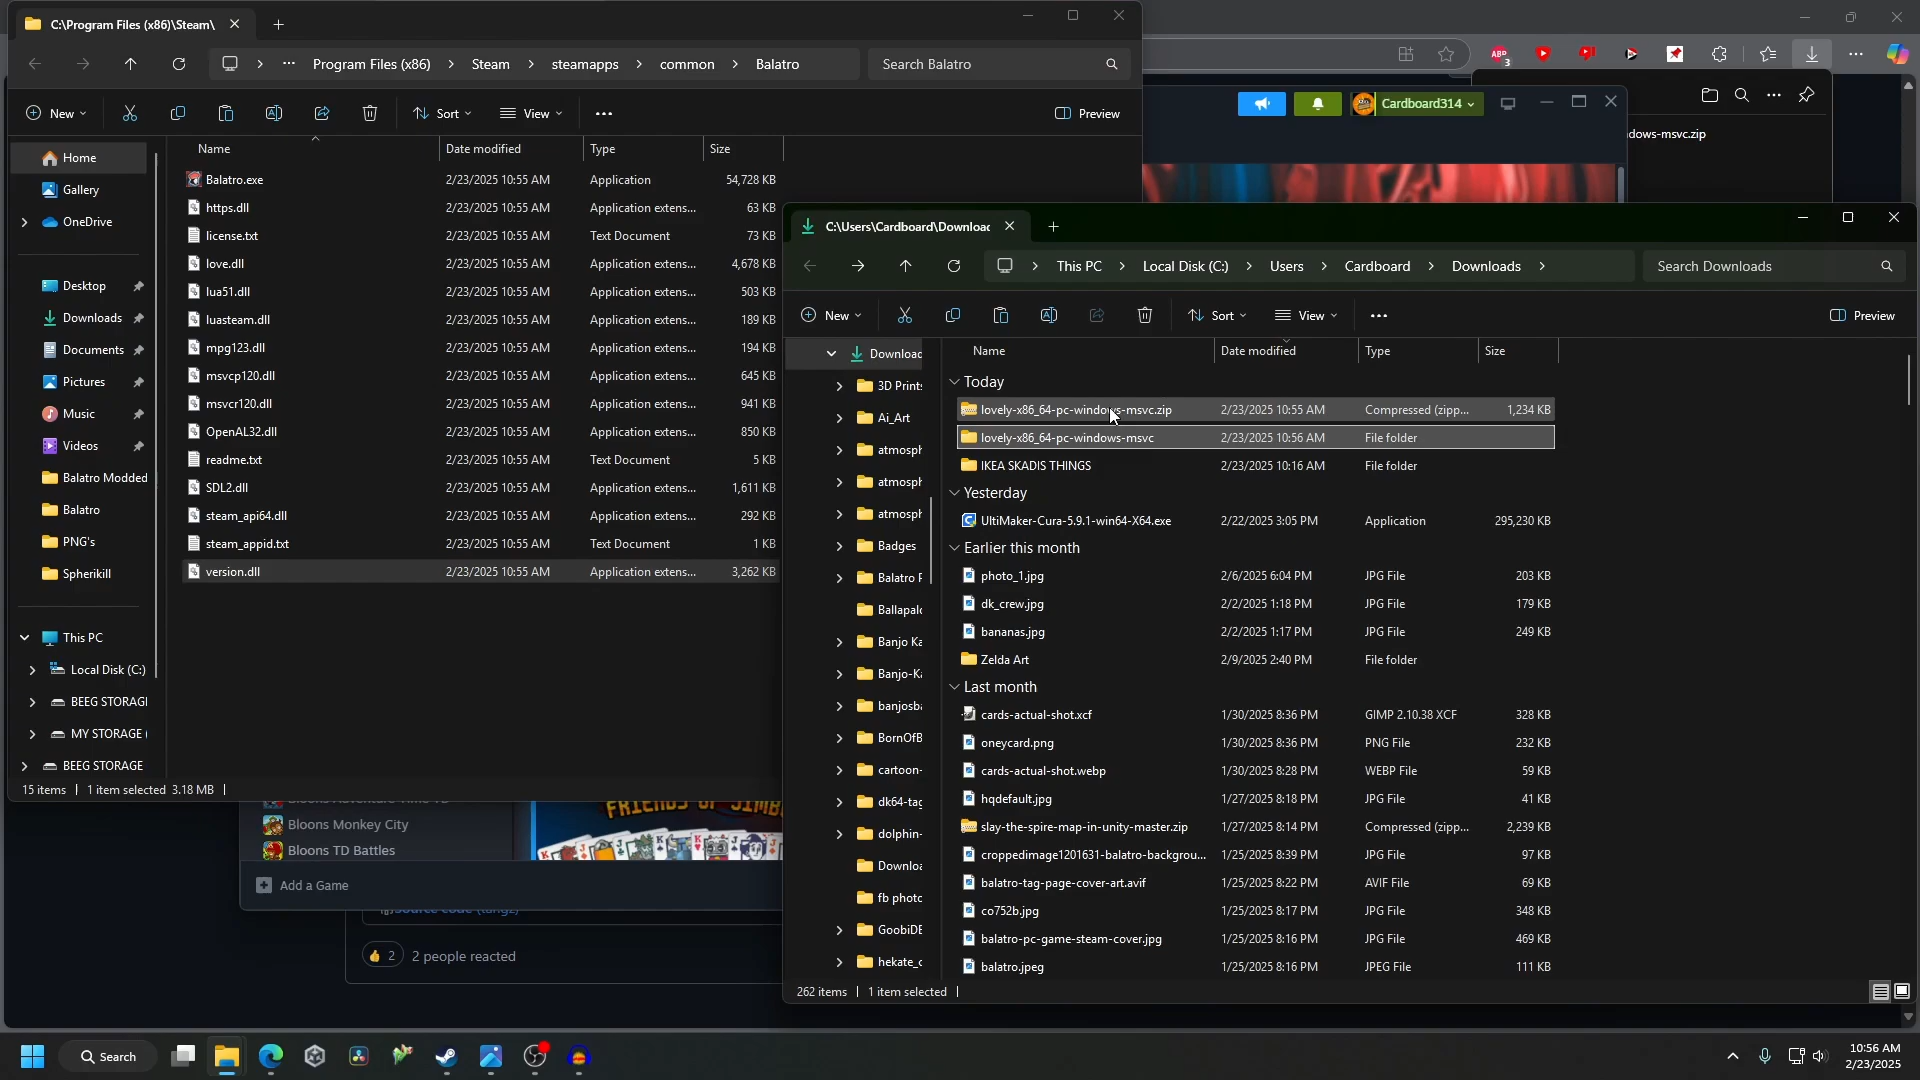 C:\Program Files (x86)\Steam\
Program Files (x86) > Steam > steamapps > common > Balatro
Search Balatro
New
Sort
View
Preview
Home
Gallery
OneDrive
Desktop
Downloads
Documents
Pictures
Music
Videos
Balatro Modded
Balatro
PNG's
Spherikill
This PC
Local Disk (C:)
BEEG STORAGE
MY STORAGE (
BEEG STORAGE
Name Date modified Type Size
Balatro.exe 2/23/2025 10:55 AM Application 54,728 KB
https.dll 2/23/2025 10:55 AM Application extens... 63 KB
license.txt 2/23/2025 10:55 AM Text Document 73 KB
love.dll 2/23/2025 10:55 AM Application extens... 4,678 KB
lua51.dll 2/23/2025 10:55 AM Application extens... 503 KB
luasteam.dll 2/23/2025 10:55 AM Application extens... 189 KB
mpg123.dll 2/23/2025 10:55 AM Application extens... 194 KB
msvcp120.dll 2/23/2025 10:55 AM Application extens... 645 KB
msvcr120.dll 2/23/2025 10:55 AM Application extens... 941 KB
OpenAL32.dll 2/23/2025 10:55 AM Application extens... 850 KB
readme.txt 2/23/2025 10:55 AM Text Document 5 KB
SDL2.dll 2/23/2025 10:55 AM Application extens... 1,611 KB
steam_api64.dll 2/23/2025 10:55 AM Application extens... 292 KB
steam_appid.txt 2/23/2025 10:55 AM Text Document 1 KB
version.dll 2/23/2025 10:55 AM Application extens... 3,262 KB
15 items 1 item selected 3.18 MB
ABP
3
Cardboard314
dows-msvc.zip
C:\Users\Cardboard\Downloac
This PC > Local Disk (C:) > Users > Cardboard > Downloads >
Search Downloads
New
Sort
View
Preview
Downloac
3D Prints
Ai_Art
atmosph
atmosph
atmosph
Badges
Balatro F
Ballapalo
Banjo Ka
Banjo-Ka
banjosba
BornOfB
cartoon-
dk64-tag
dolphin-
Downloa
fb photo
GoobiDE
hekate_c
Name Date modified Type Size
Today
lovely-x86_64-pc-windows-msvc.zip 2/23/2025 10:55 AM Compressed (zipp... 1,234 KB
lovely-x86_64-pc-windows-msvc 2/23/2025 10:56 AM File folder
IKEA SKADIS THINGS 2/23/2025 10:16 AM File folder
Yesterday
UltiMaker-Cura-5.9.1-win64-X64.exe 2/22/2025 3:05 PM Application 295,230 KB
Earlier this month
photo_1.jpg 2/6/2025 6:04 PM JPG File 203 KB
dk_crew.jpg 2/2/2025 1:18 PM JPG File 179 KB
bananas.jpg 2/2/2025 1:17 PM JPG File 249 KB
Zelda Art 2/9/2025 2:40 PM File folder
Last month
cards-actual-shot.xcf 1/30/2025 8:36 PM GIMP 2.10.38 XCF 328 KB
oneycard.png 1/30/2025 8:36 PM PNG File 232 KB
cards-actual-shot.webp 1/30/2025 8:28 PM WEBP File 59 KB
hqdefault.jpg 1/27/2025 8:18 PM JPG File 41 KB
slay-the-spire-map-in-unity-master.zip 1/27/2025 8:14 PM Compressed (zipp... 2,239 KB
croppedimage1201631-balatro-backgrou... 1/25/2025 8:39 PM JPG File 97 KB
balatro-tag-page-cover-art.avif 1/25/2025 8:22 PM AVIF File 69 KB
co752b.jpg 1/25/2025 8:17 PM JPG File 348 KB
balatro-pc-game-steam-cover.jpg 1/25/2025 8:16 PM JPG File 469 KB
balatro.jpeg 1/25/2025 8:16 PM JPEG File 111 KB
262 items 1 item selected
Bloons Monkey City
Bloons TD Battles
Add a Game
FRIENDS OF JIMB
2 2 people reacted
Search
10:56 AM
2/23/2025